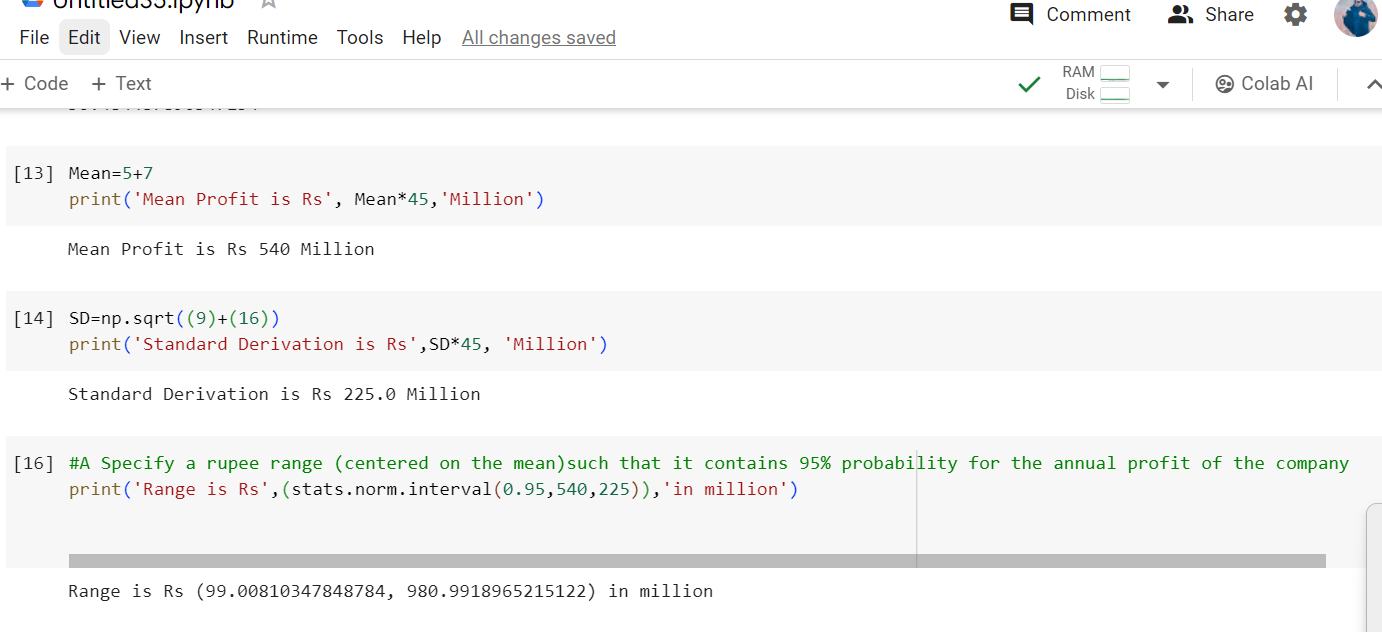 Untitled35.ipynb
Comment Share
File Edit View Insert Runtime Tools Help All changes saved
+ Code + Text
RAM
Disk
Colab AI
[13] Mean=5+7
print('Mean Profit is Rs', Mean*45,'Million')
Mean Profit is Rs 540 Million
[14] SD=np.sqrt((9)+(16))
print('Standard Derivation is Rs',SD*45, 'Million')
Standard Derivation is Rs 225.0 Million
[16] #A Specify a rupee range (centered on the mean)such that it contains 95% probability for the annual profit of the company
print('Range is Rs',(stats.norm.interval(0.95,540,225)),'in million')
Range is Rs (99.00810347848784, 980.9918965215122) in million